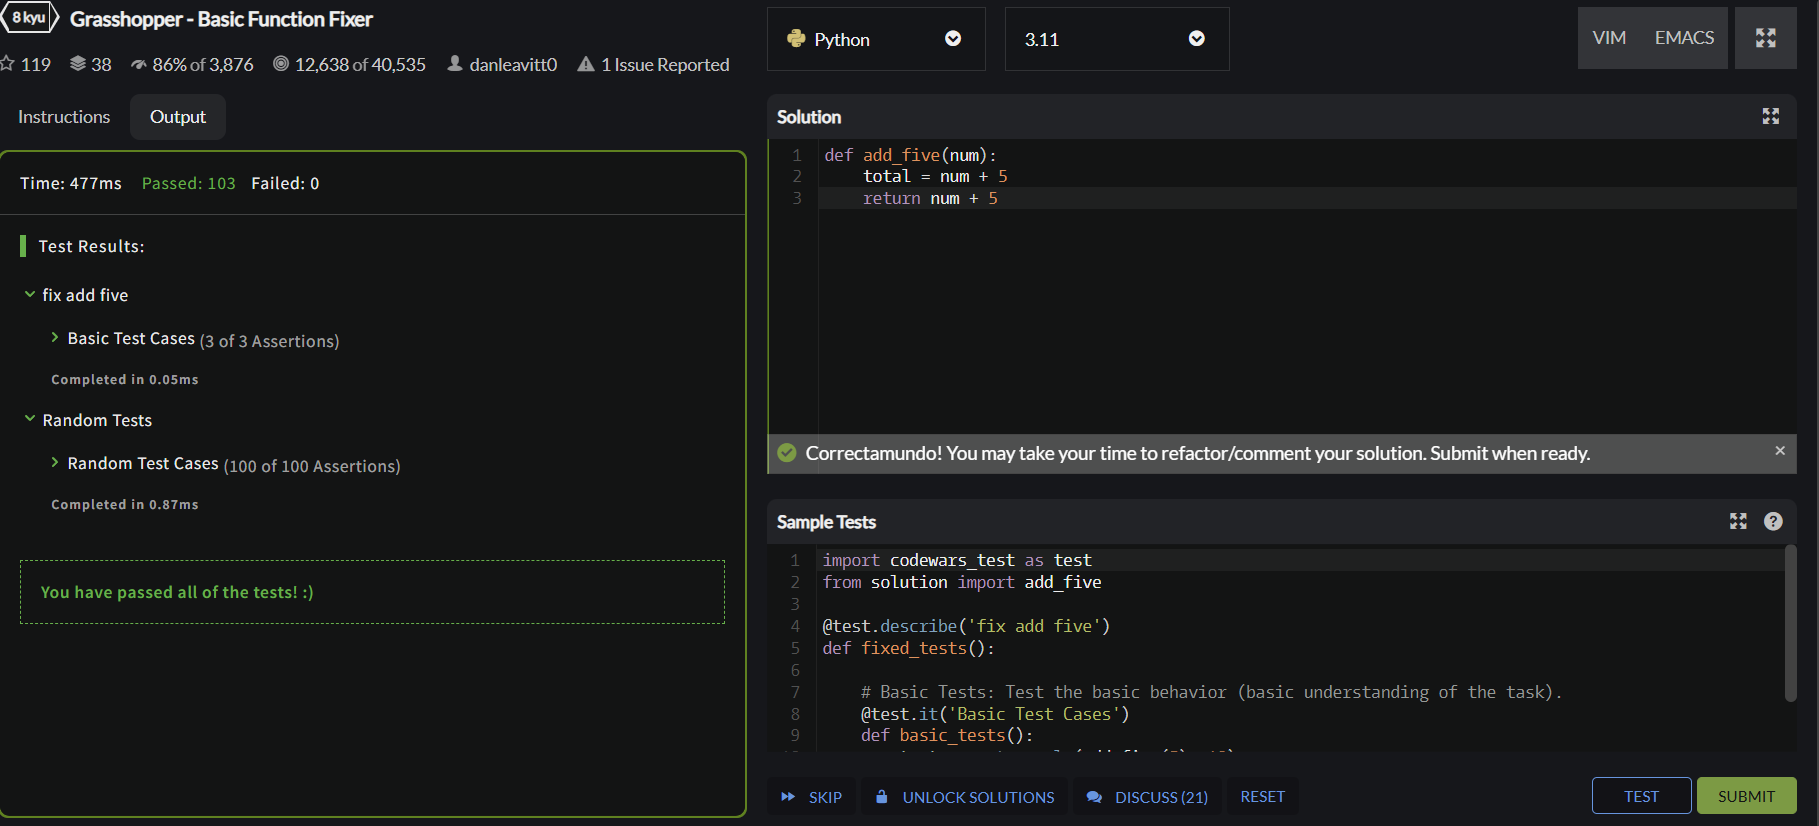 8 kyu Grasshopper - Basic Function Fixer
119 38 86% of 3,876 12,638 of 40,535 danleavitt0 1 Issue Reported
Instructions Output
Time: 477ms Passed: 103 Failed: 0
Test Results:
fix add five
Basic Test Cases (3 of 3 Assertions)
Completed in 0.05ms
Random Tests
Random Test Cases (100 of 100 Assertions)
Completed in 0.87ms
You have passed all of the tests! :)
Python 3.11 VIM EMACS
Solution
1 def add_five(num):
2     total = num + 5
3     return num + 5
Correctamundo! You may take your time to refactor/comment your solution. Submit when ready. ×
Sample Tests ?
1 import codewars_test as test
2 from solution import add_five
3
4 @test.describe('fix add five')
5 def fixed_tests():
6
7     # Basic Tests: Test the basic behavior (basic understanding of the task).
8     @test.it('Basic Test Cases')
9     def basic_tests():
SKIP UNLOCK SOLUTIONS DISCUSS (21) RESET TEST SUBMIT